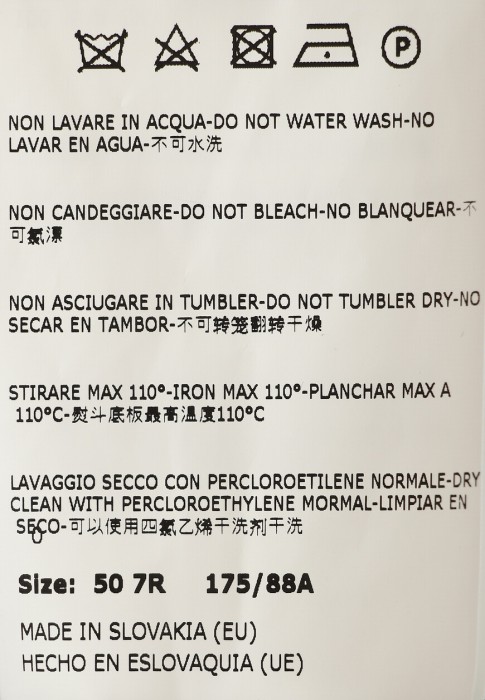 P
NON LAVARE IN ACQUA-DO NOT WATER WASH-NO
LAVAR EN AGUA-不可水洗
NON CANDEGGIARE-DO NOT BLEACH-NO BLANQUEAR-不
可氯漂
NON ASCIUGARE IN TUMBLER-DO NOT TUMBLER DRY-NO
SECAR EN TAMBOR-不可转笼翻转干燥
STIRARE MAX 110°-IRON MAX 110°-PLANCHAR MAX A
110°C-熨斗底板最高温度110°C
LAVAGGIO SECCO CON PERCLOROETILENE NORMALE-DRY
CLEAN WITH PERCLOROETHYLENE MORMAL-LIMPIAR EN
SECO-可以使用四氯乙烯干洗剂干洗
Size: 50 7R 175/88A
MADE IN SLOVAKIA (EU)
HECHO EN ESLOVAQUIA (UE)